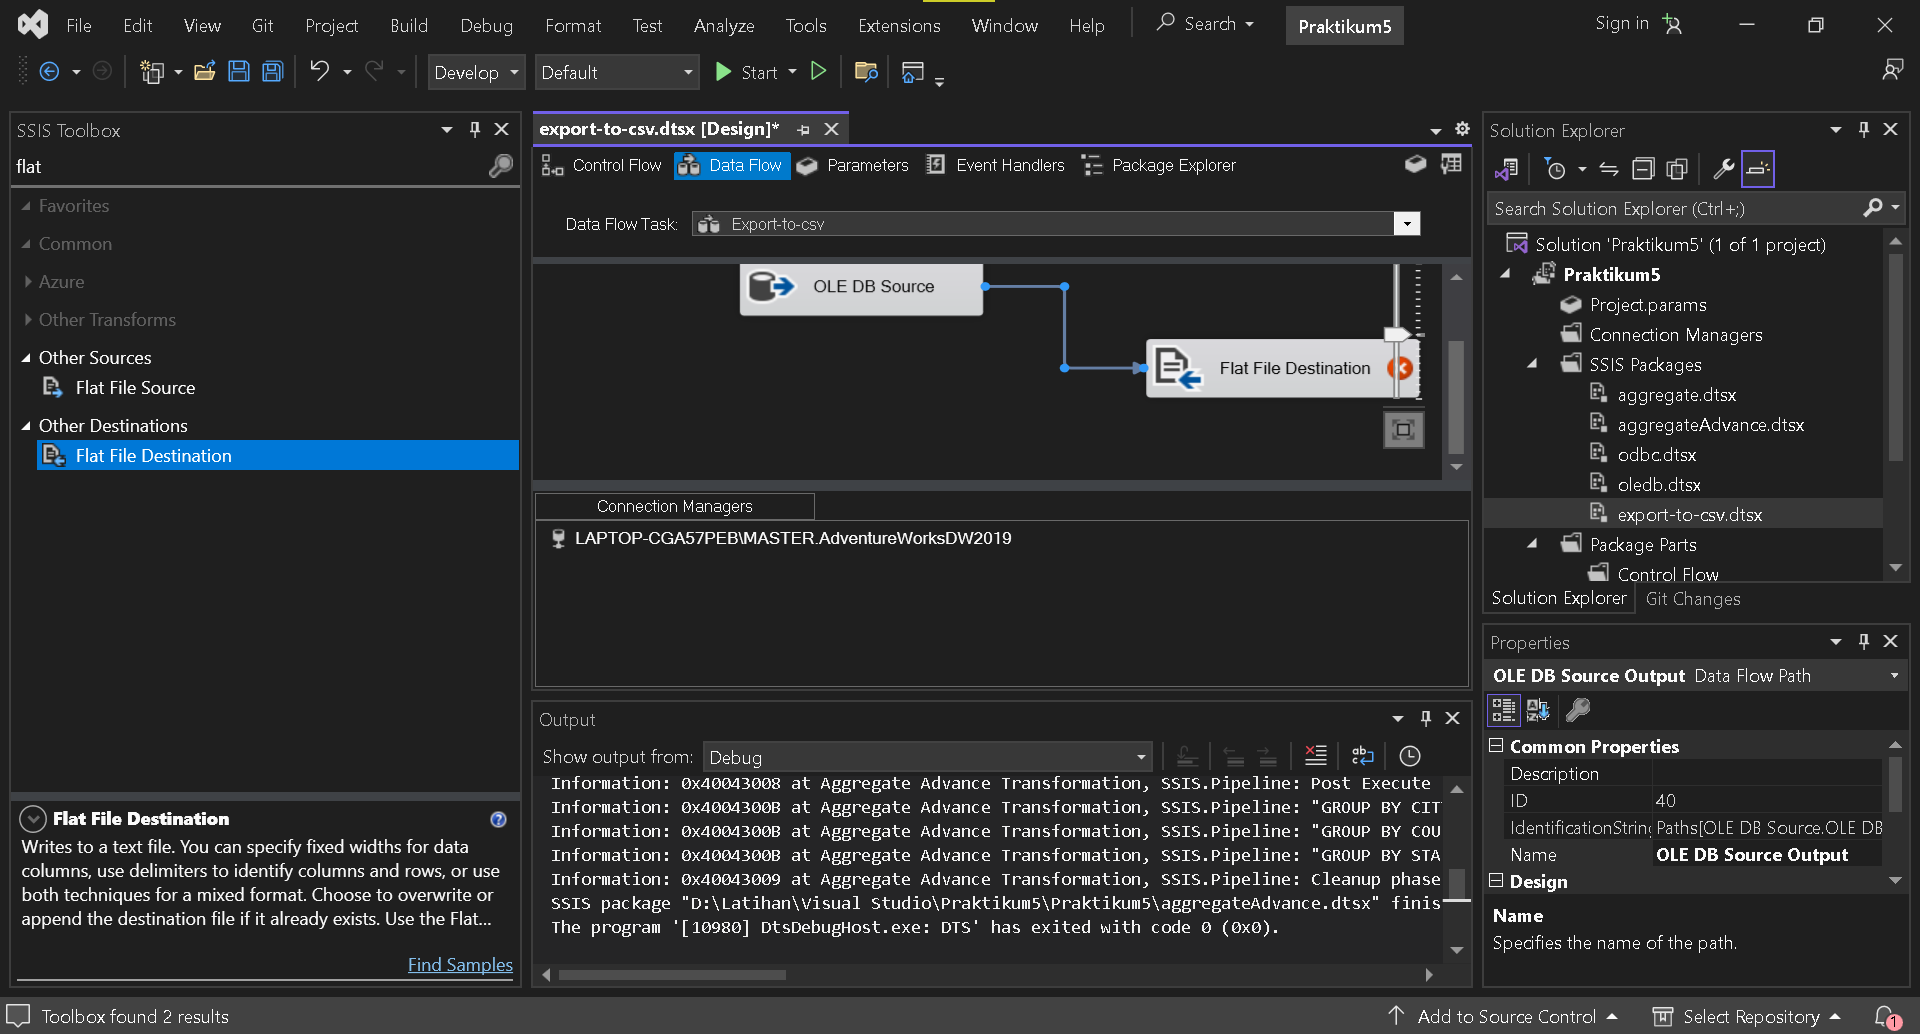 File Edit View Git Project Build Debug Format Test Analyze Tools Extensions Window Help Search Praktikum5 Sign in
Develop Default Start
SSIS Toolbox
flat
Favorites
Common
Azure
Other Transforms
Other Sources
Flat File Source
Other Destinations
Flat File Destination
Flat File Destination
Writes to a text file. You can specify fixed widths for data
columns, use delimiters to identify columns and rows, or use
both techniques for a mixed format. Choose to overwrite or
append the destination file if it already exists. Use the Flat...
Find Samples
export-to-csv.dtsx [Design]*
Control Flow Data Flow Parameters Event Handlers Package Explorer
Data Flow Task: Export-to-csv
OLE DB Source
Flat File Destination
Connection Managers
LAPTOP-CGA57PEB\MASTER.AdventureWorksDW2019
Output
Show output from: Debug
Information: 0x40043008 at Aggregate Advance Transformation, SSIS.Pipeline: Post Execute
Information: 0x4004300B at Aggregate Advance Transformation, SSIS.Pipeline: "GROUP BY CIT
Information: 0x4004300B at Aggregate Advance Transformation, SSIS.Pipeline: "GROUP BY COU
Information: 0x4004300B at Aggregate Advance Transformation, SSIS.Pipeline: "GROUP BY STA
Information: 0x40043009 at Aggregate Advance Transformation, SSIS.Pipeline: Cleanup phase
SSIS package "D:\Latihan\Visual Studio\Praktikum5\Praktikum5\aggregateAdvance.dtsx" finis
The program '[10980] DtsDebugHost.exe: DTS' has exited with code 0 (0x0).
Solution Explorer
Search Solution Explorer (Ctrl+;)
Solution 'Praktikum5' (1 of 1 project)
Praktikum5
Project.params
Connection Managers
SSIS Packages
aggregate.dtsx
aggregateAdvance.dtsx
odbc.dtsx
oledb.dtsx
export-to-csv.dtsx
Package Parts
Control Flow
Solution Explorer Git Changes
Properties
OLE DB Source Output Data Flow Path
Common Properties
Description
ID 40
IdentificationString Paths[OLE DB Source.OLE DB
Name OLE DB Source Output
Design
Name
Specifies the name of the path.
Toolbox found 2 results
Add to Source Control Select Repository 1